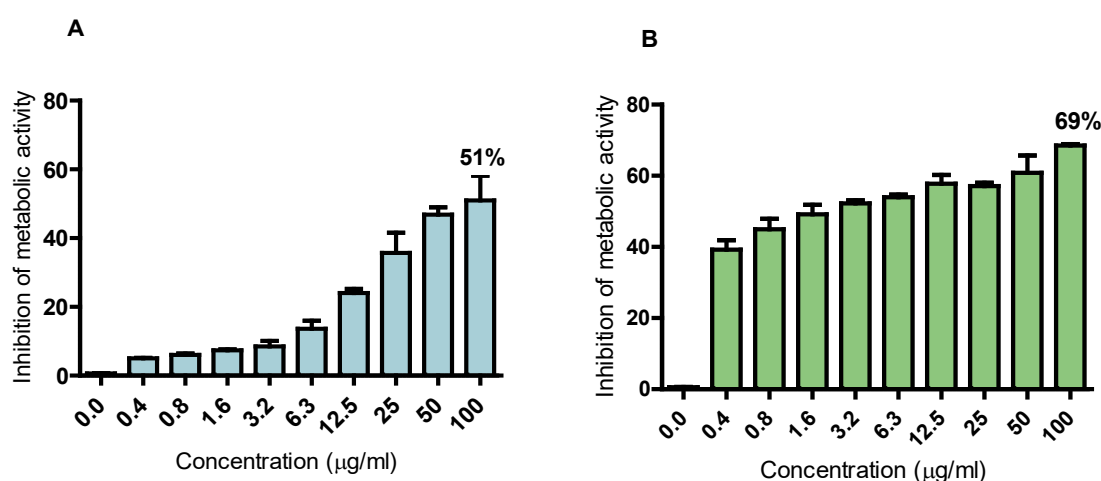 A
Inhibition of metabolic activity
80
60
40
20
0
51%
0.0 0.4 0.8 1.6 3.2 6.3 12.5 25 50 100
Concentration (μg/ml)
B
Inhibition of metabolic activity
80
60
40
20
0
69%
0.0 0.4 0.8 1.6 3.2 6.3 12.5 25 50 100
Concentration (μg/ml)